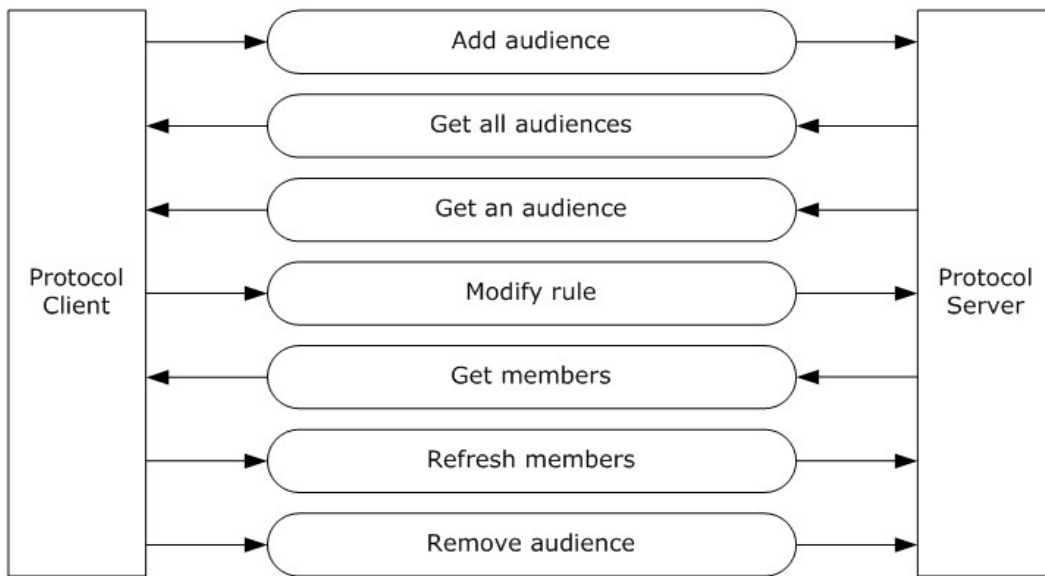 Add audience
Get all audiences
Get an audience
Protocol
Client
Modify rule
Protocol
Server
Get members
Refresh members
Remove audience